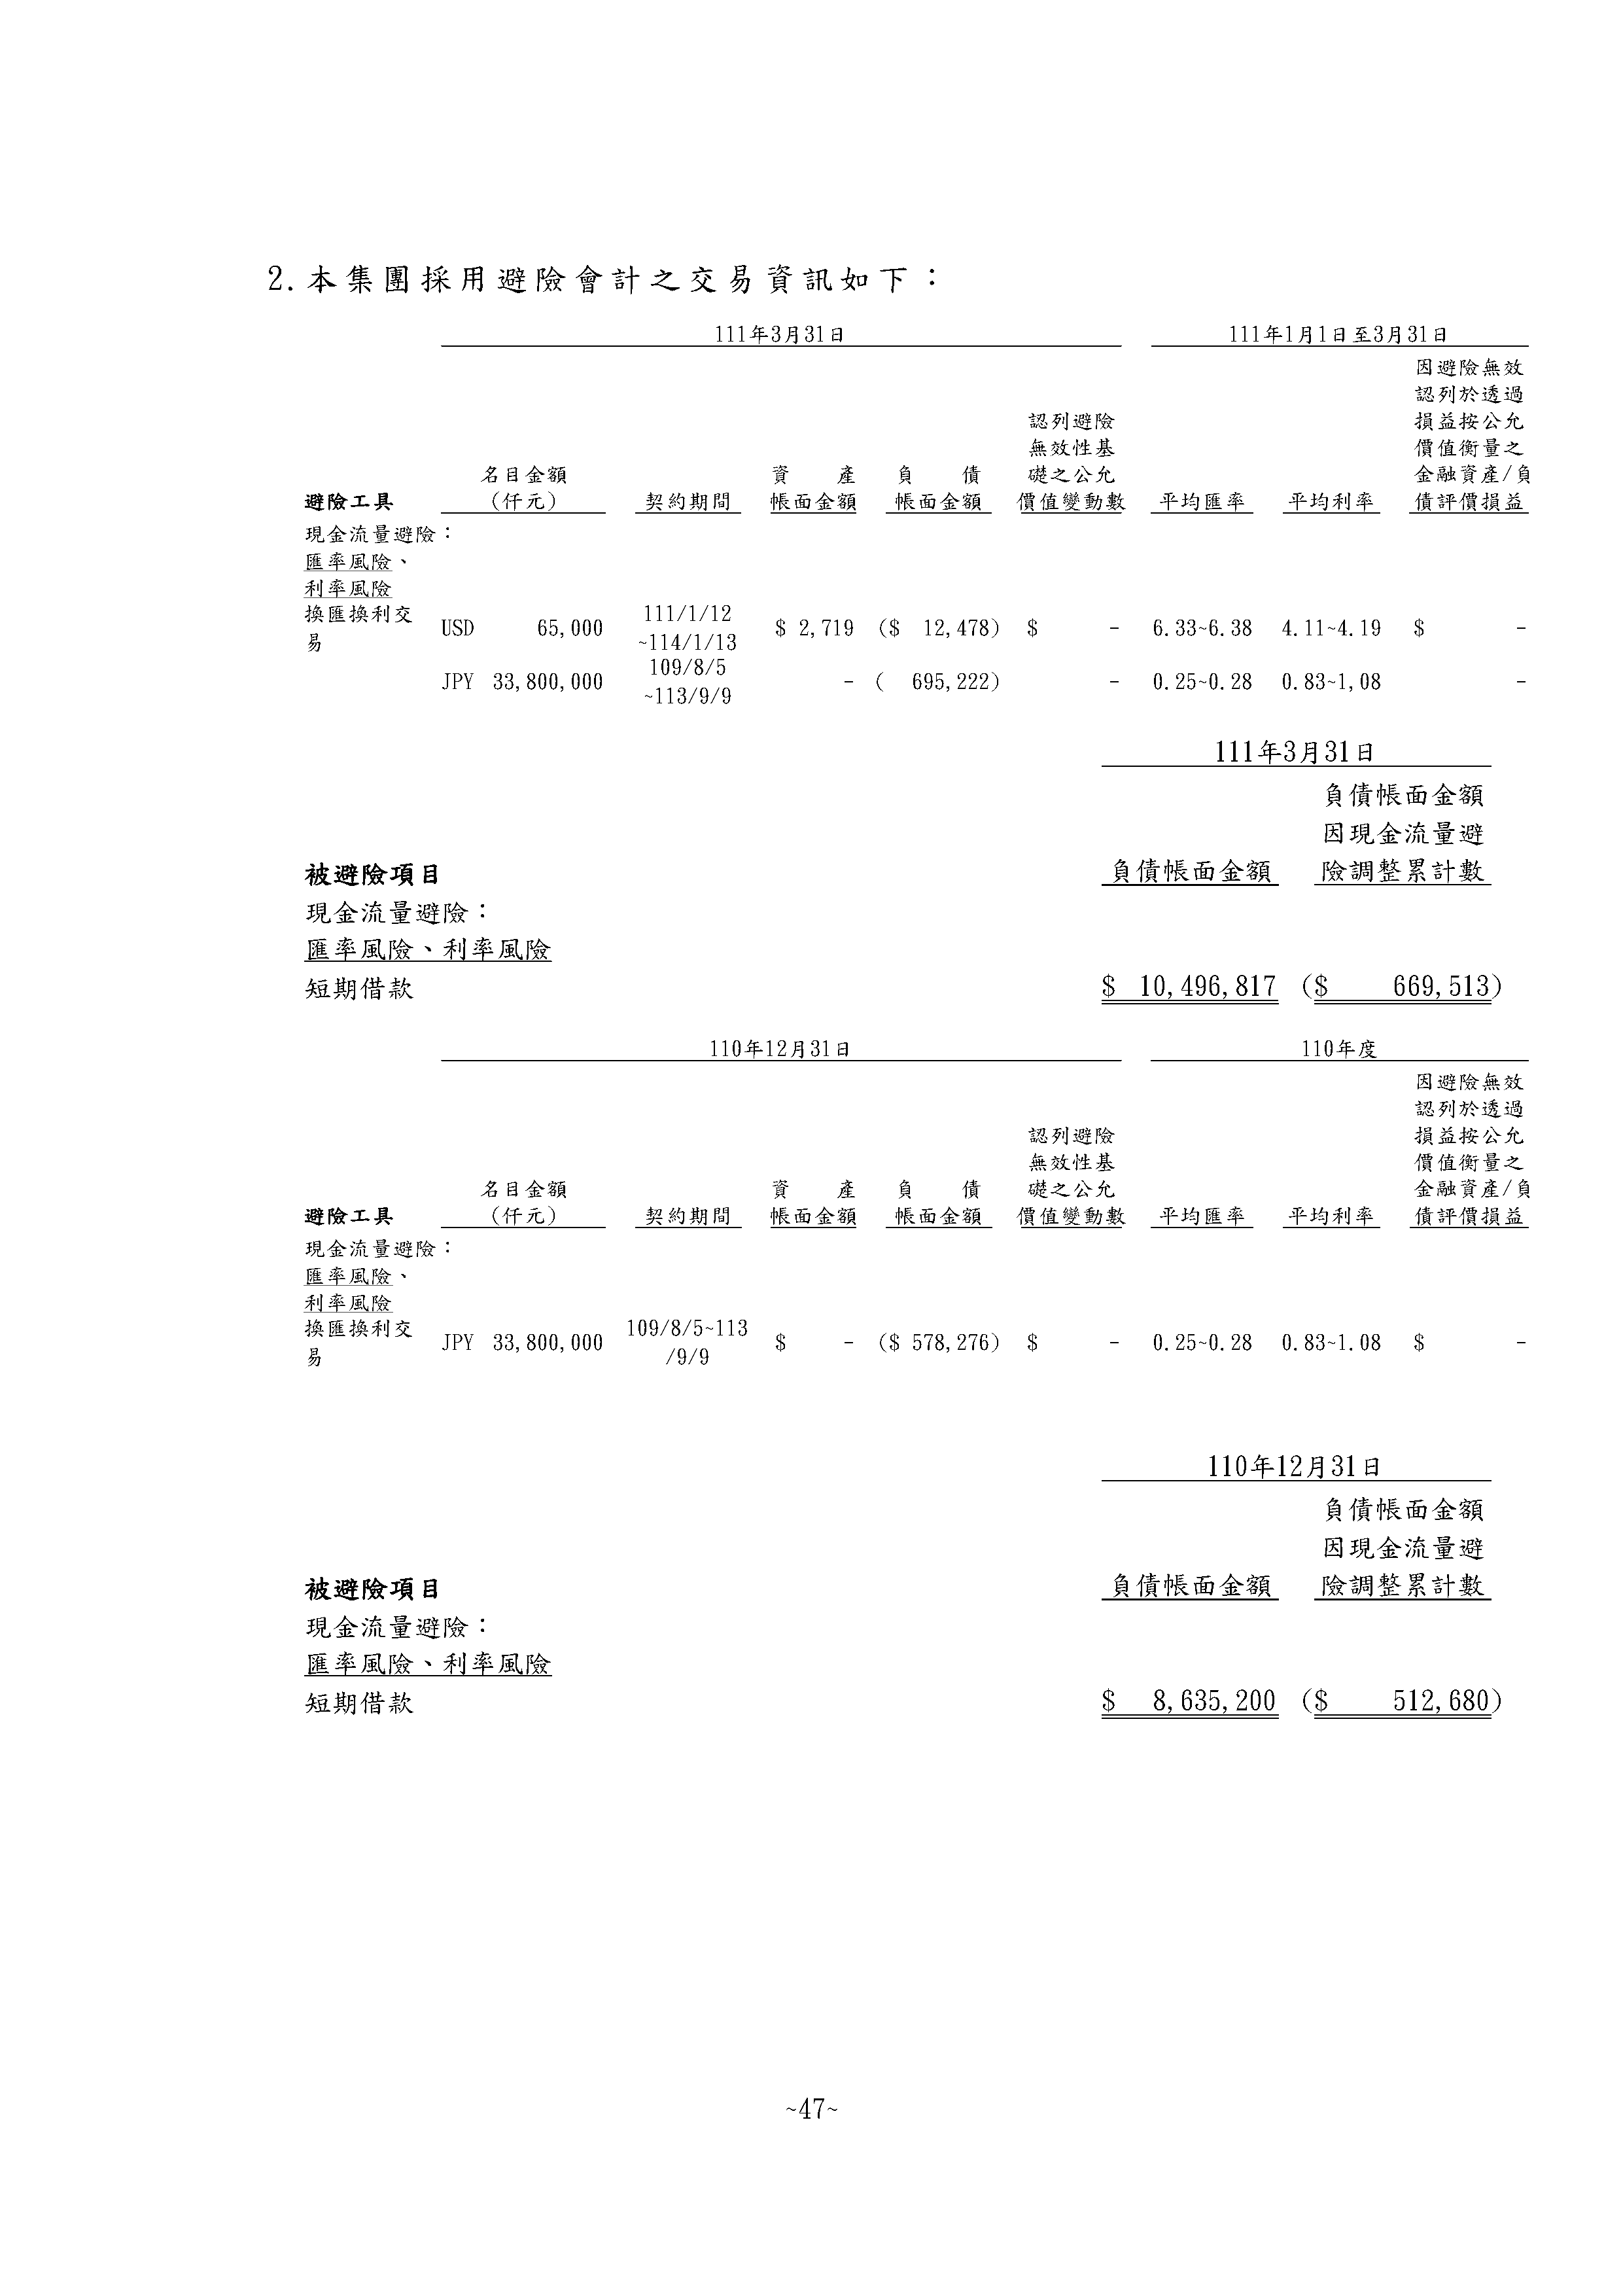 2.本集團採用避險會計之交易資訊如下：
111年3月31日 111年1月1日至3月31日
因避險無效
認列於透過
認列避險 損益按公允
無效性基 價值衡量之
名目金額 資 產 負 債 礎之公允 金融資產/負
避險工具 (仟元) 契約期間 帳面金額 帳面金額 價值變動數 平均匯率 平均利率 債評價損益
現金流量避險：
匯率風險、
利率風險
換匯換利交 111/1/12
易 USD 65,000 ~114/1/13 $ 2,719 ($ 12,478) $ - 6.33~6.38 4.11~4.19 $ -
109/8/5
JPY 33,800,000 ~113/9/9 - ( 695,222) - 0.25~0.28 0.83~1,08 -
111年3月31日
負債帳面金額
因現金流量避
被避險項目 負債帳面金額 險調整累計數
現金流量避險：
匯率風險、利率風險
短期借款 $ 10,496,817 ($ 669,513)
110年12月31日 110年度
因避險無效
認列於透過
認列避險 損益按公允
無效性基 價值衡量之
名目金額 資 產 負 債 礎之公允 金融資產/負
避險工具 (仟元) 契約期間 帳面金額 帳面金額 價值變動數 平均匯率 平均利率 債評價損益
現金流量避險：
匯率風險、
利率風險
換匯換利交 109/8/5~113
易 JPY 33,800,000 /9/9 $ - ($ 578,276) $ - 0.25~0.28 0.83~1.08 $ -
110年12月31日
負債帳面金額
因現金流量避
被避險項目 負債帳面金額 險調整累計數
現金流量避險：
匯率風險、利率風險
短期借款 $ 8,635,200 ($ 512,680)
~47~